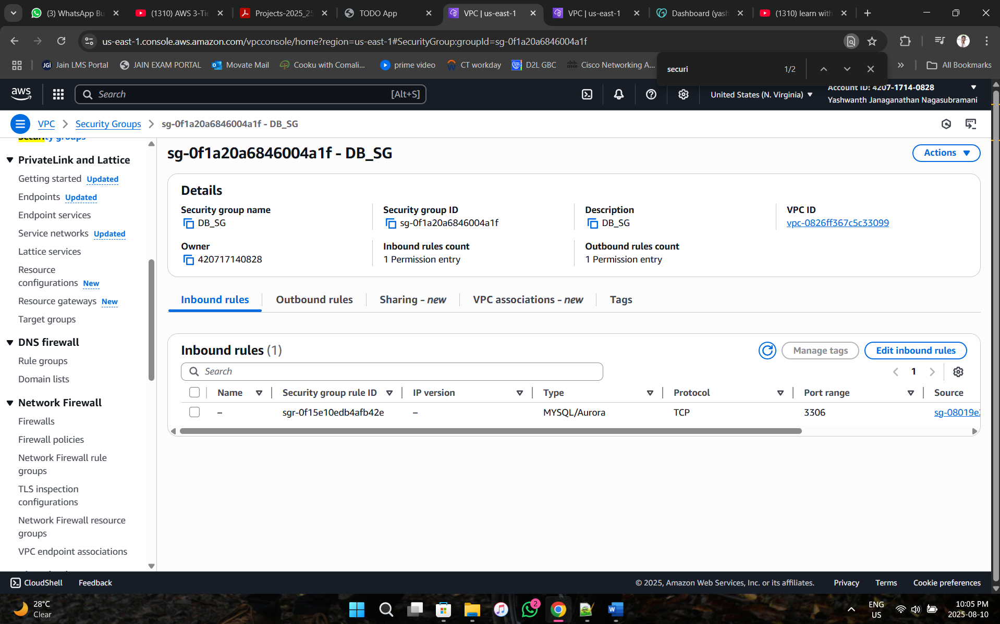 (3) WhatsApp Bu
(1310) AWS 3-Tie
Projects-2025_25
TODO App
VPC | us-east-1
VPC | us-east-1
Dashboard (yash
(1310) learn with
us-east-1.console.aws.amazon.com/vpcconsole/home?region=us-east-1#SecurityGroup:groupId=sg-0f1a20a6846004a1f
Jain LMS Portal
JAIN EXAM PORTAL
Movate Mail
Cooku with Comali...
prime video
CT workday
D2L GBC
Cisco Networking A...
All Bookmarks
securi
1/2
aws
Search
[Alt+S]
United States (N. Virginia)
Account ID: 4207-1714-0828
Yashwanth Janaganathan Nagasubramani
VPC
Security Groups
sg-0f1a20a6846004a1f - DB_SG
Security groups
PrivateLink and Lattice
Getting started Updated
Endpoints Updated
Endpoint services
Service networks Updated
Lattice services
Resource
configurations New
Resource gateways New
Target groups
DNS firewall
Rule groups
Domain lists
Network Firewall
Firewalls
Firewall policies
Network Firewall rule
groups
TLS inspection
configurations
Network Firewall resource
groups
VPC endpoint associations
sg-0f1a20a6846004a1f - DB_SG
Actions
Details
Security group name
DB_SG
Security group ID
sg-0f1a20a6846004a1f
Description
DB_SG
VPC ID
vpc-0826ff367c5c33099
Owner
420717140828
Inbound rules count
1 Permission entry
Outbound rules count
1 Permission entry
Inbound rules
Outbound rules
Sharing - new
VPC associations - new
Tags
Inbound rules (1)
Manage tags
Edit inbound rules
Search
1
Name
Security group rule ID
IP version
Type
Protocol
Port range
Source
–
sgr-0f15e10edb4afb42e
–
MYSQL/Aurora
TCP
3306
sg-08019e
CloudShell
Feedback
© 2025, Amazon Web Services, Inc. or its affiliates.
Privacy
Terms
Cookie preferences
28°C
Clear
2
ENG
US
10:05 PM
2025-08-10